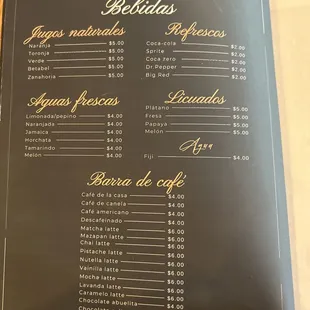 Bebidas
Jugos naturales
Naranja $5.00
Toronja $5.00
Verde $5.00
Betabel $5.00
Zanahorja $5.00
Refrescos
Coca-cora $2.00
Sprite $2.00
Coca zero $2.00
Dr.Pepper $2.00
Big Red $2.00
Aguas frescas
Limonada/pepino $4.00
Naranjada $4.00
Jamaica $4.00
Horchata $4.00
Tamarindo $4.00
Melón $4.00
Licuados
Plátano $5.00
Fresa $5.00
Papaya $5.00
Melón $5.00
Agua
Fiji $4.00
Barra de café
Café de la casa $4.00
Café de canela $4.00
Café americano $4.00
Descafeinado $4.00
Matcha latte $6.00
Mazapan latte $6.00
Chai latte $6.00
Pistache latte $6.00
Nutella latte $6.00
Vainilla latte $6.00
Mocha latte $6.00
Lavanda latte $6.00
Caramelo latte $6.00
Chocolate abuelita $4.00